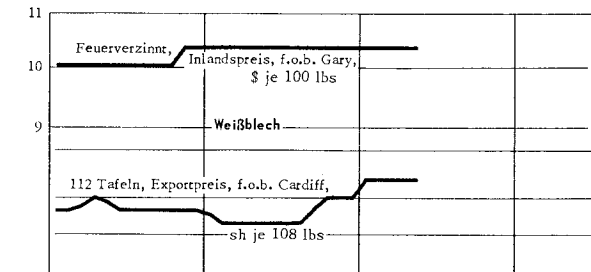 11
Feuerverzinnt,
Inlandspreis, f.o.b. Gary,
10
$ je 100 lbs
9
Weißblech
112 Tafeln, Exportpreis, f.o.b. Cardiff,
sh je 108 lbs